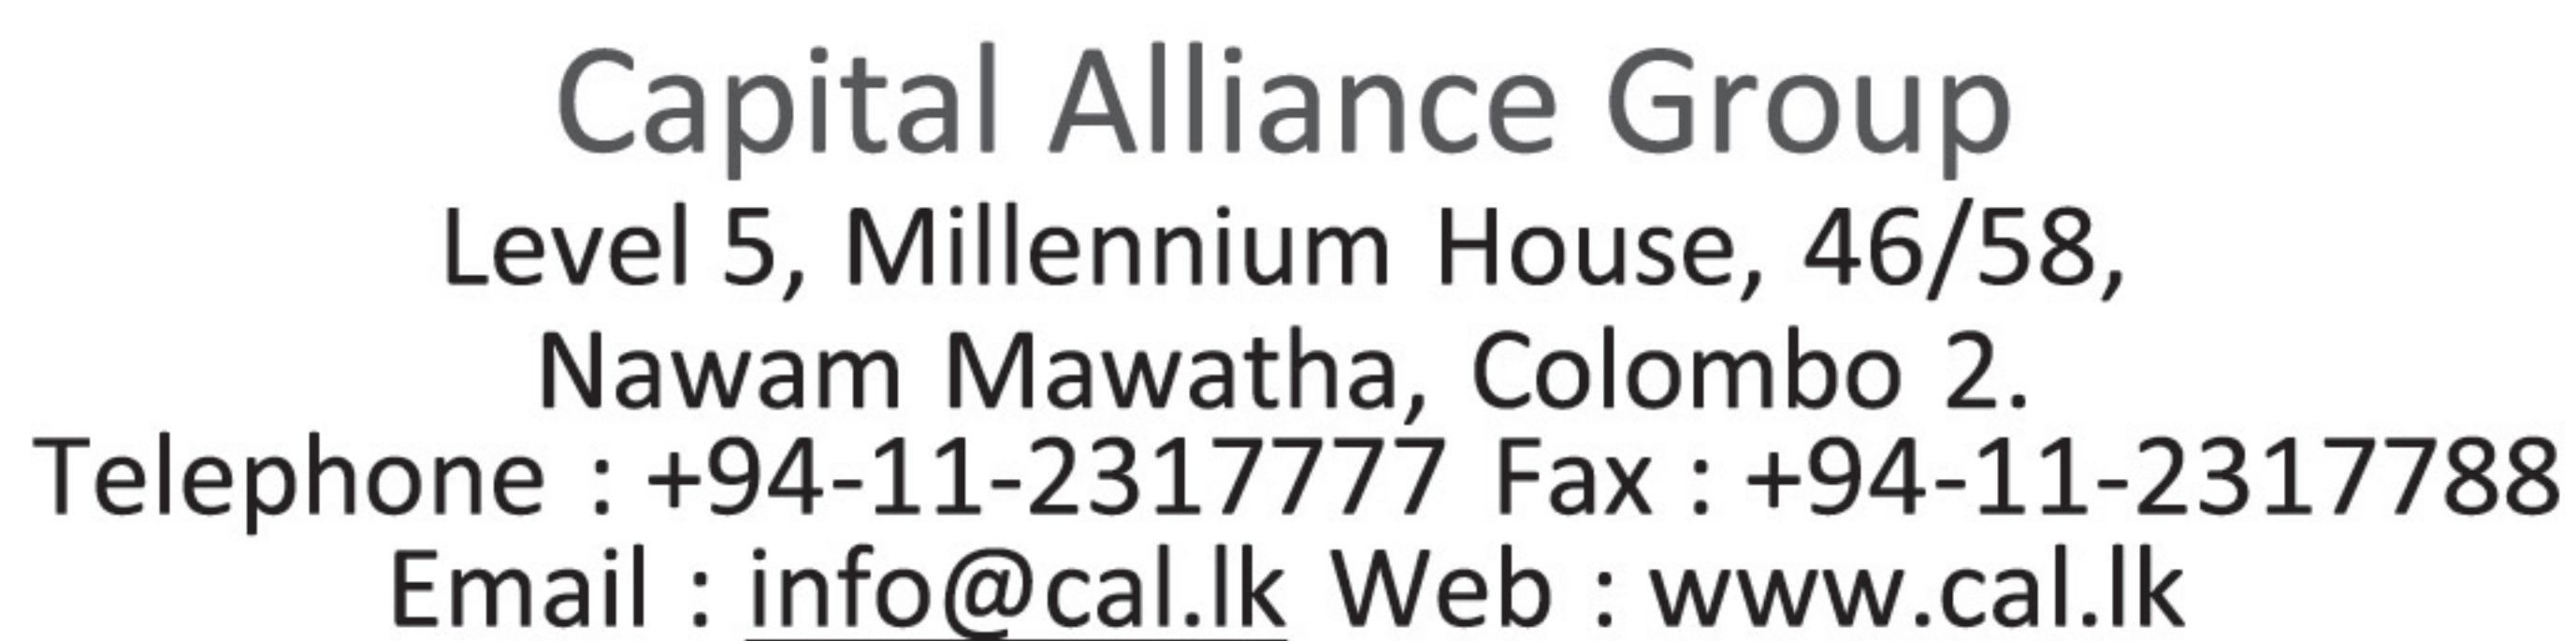 Capital Alliance Group
Level 5, Millennium House, 46/58,
Nawam Mawatha, Colombo 2.
Telephone : +94-11-2317777 Fax : +94-11-2317788
Email : info@cal.lk Web : www.cal.lk